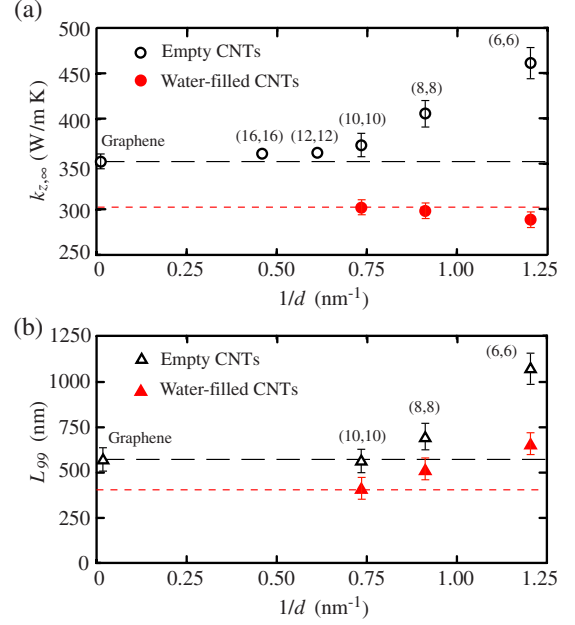 (a)
500
450
400
350
300
250
k_{z,∞} (W/m K)
Empty CNTs
Water-filled CNTs
Graphene
(16,16)
(12,12)
(10,10)
(8,8)
(6,6)
0
0.25
0.50
0.75
1.00
1.25
1/d (nm⁻¹)
(b)
1250
1000
750
500
250
0
L_{99} (nm)
Empty CNTs
Water-filled CNTs
Graphene
(10,10)
(8,8)
(6,6)
0
0.25
0.50
0.75
1.00
1.25
1/d (nm⁻¹)